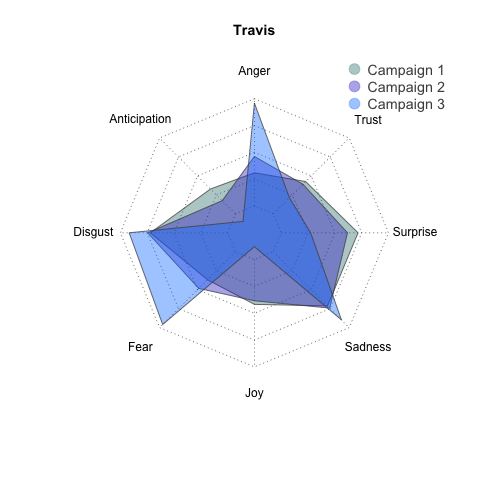 Travis
Anger
Campaign 1
Campaign 2
Campaign 3
Anticipation
Trust
Disgust
Surprise
Fear
Sadness
Joy